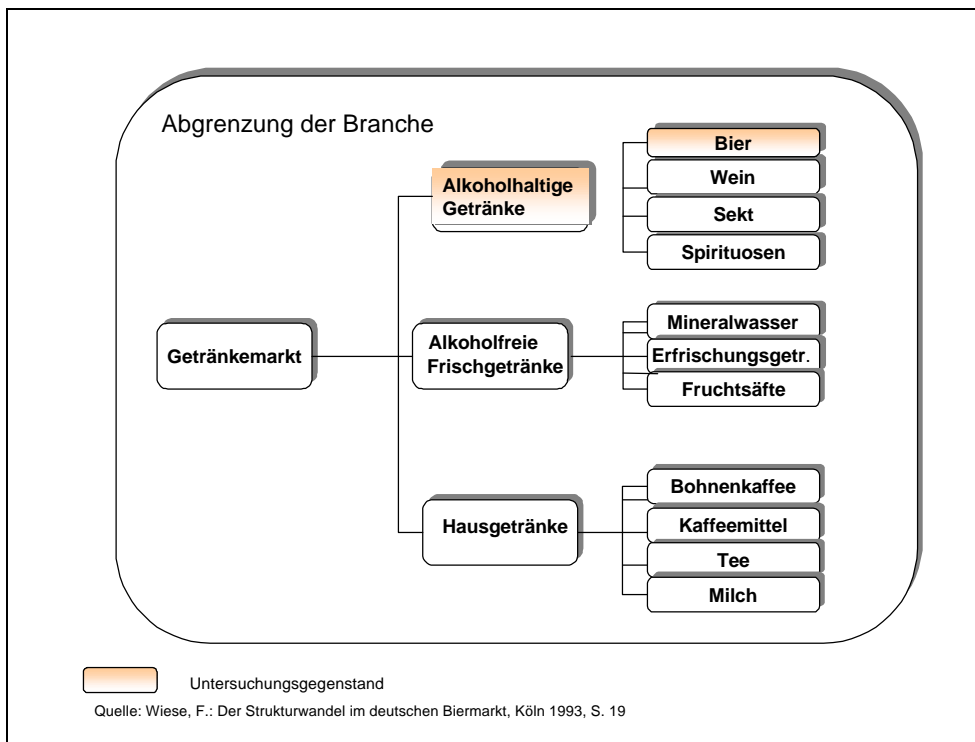 Abgrenzung der Branche
Getränkemarkt
Alkoholhaltige
Getränke
Bier
Wein
Sekt
Spirituosen
Alkoholfreie
Frischgetränke
Mineralwasser
Erfrischungsgetr.
Fruchtsäfte
Hausgetränke
Bohnenkaffee
Kaffeemittel
Tee
Milch
Untersuchungsgegenstand
Quelle: Wiese, F.: Der Strukturwandel im deutschen Biermarkt, Köln 1993, S. 19